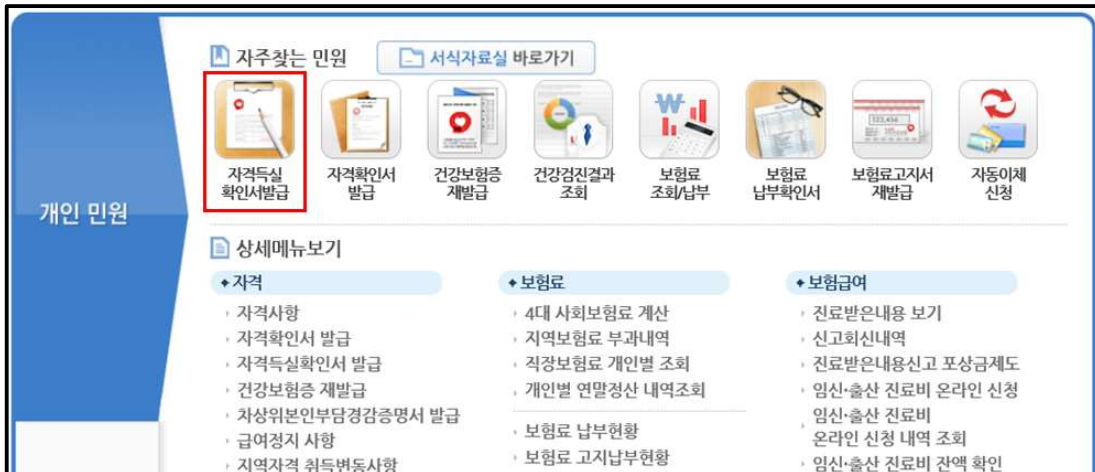 자주찾는 민원
서식자료실 바로가기
자격득실
확인서발급
자격확인서
발급
건강보험증
재발급
건강검진결과
조회
보험료
조회/납부
보험료
납부확인서
123,456
보험료고지서
재발급
자동이체
신청
개인 민원
상세메뉴보기
자격
자격사항
자격확인서 발급
자격득실확인서 발급
건강보험증 재발급
차상위본인부담경감증명서 발급
급여정지 사항
지역자격 취득변동사항
보험료
4대 사회보험료 계산
지역보험료 부과내역
직장보험료 개인별 조회
개인별 연말정산 내역조회
보험료 납부현황
보험료 고지납부현황
보험급여
진료받은내용 보기
신고회신내역
진료받은내용신고 포상금제도
임신·출산 진료비 온라인 신청
임신·출산 진료비
온라인 신청 내역 조회
임신·출산 진료비 잔액 확인